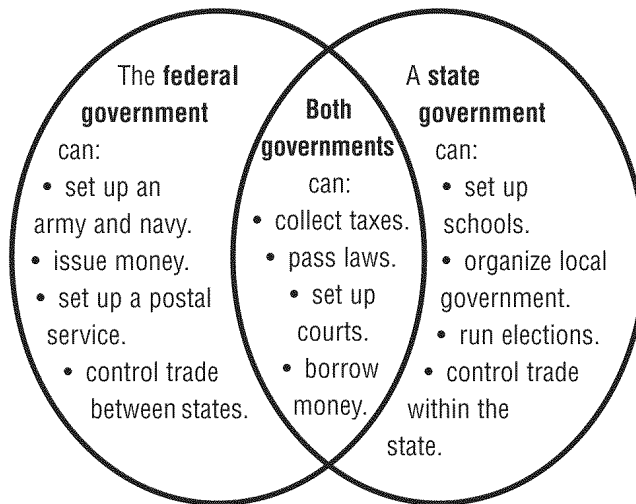 The federal
government
can:
• set up an
army and navy.
• issue money.
• set up a postal
service.
• control trade
between states.
Both
governments
can:
• collect taxes.
• pass laws.
• set up
courts.
• borrow
money.
A state
government
can:
• set up
schools.
• organize local
government.
• run elections.
• control trade
within the
state.